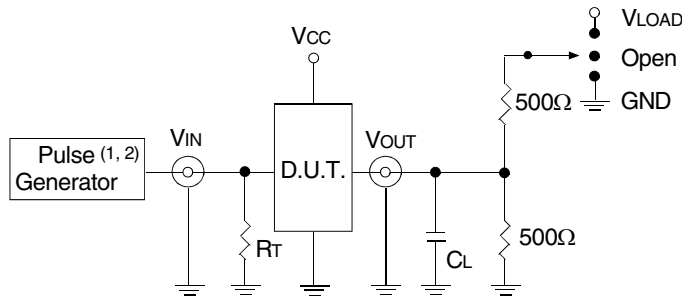 VLOAD
Open
GND
VCC
500Ω
VIN
VOUT
Pulse (1, 2)
Generator
D.U.T.
RT
CL
500Ω